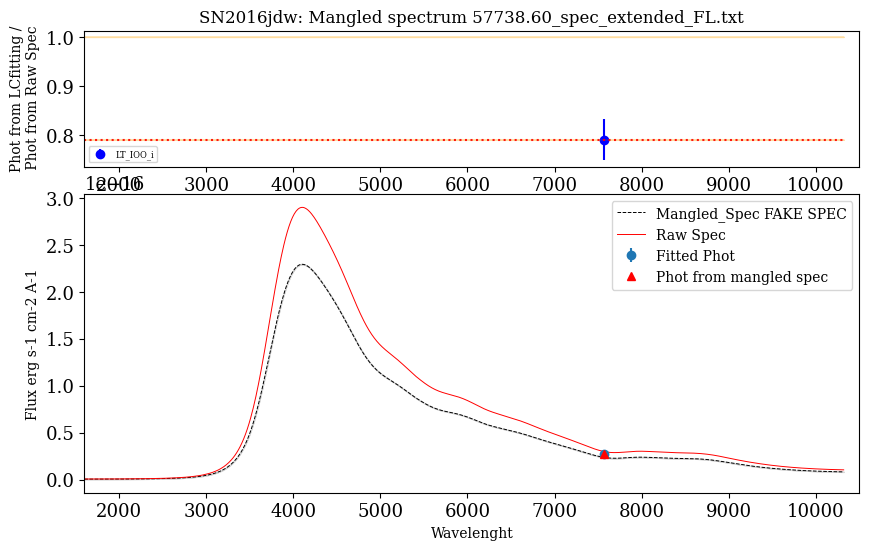 SN2016jdw: Mangled spectrum 57738.60_spec_extended_FL.txt
Phot from LCfitting /
Phot from Raw Spec
1.0
0.9
0.8
LT_IOO_i
2000 3000 4000 5000 6000 7000 8000 9000 10000
1e−16
Flux erg s-1 cm-2 A-1
3.0
2.5
2.0
1.5
1.0
0.5
0.0
Mangled_Spec FAKE SPEC
Raw Spec
Fitted Phot
Phot from mangled spec
2000 3000 4000 5000 6000 7000 8000 9000 10000
Wavelenght